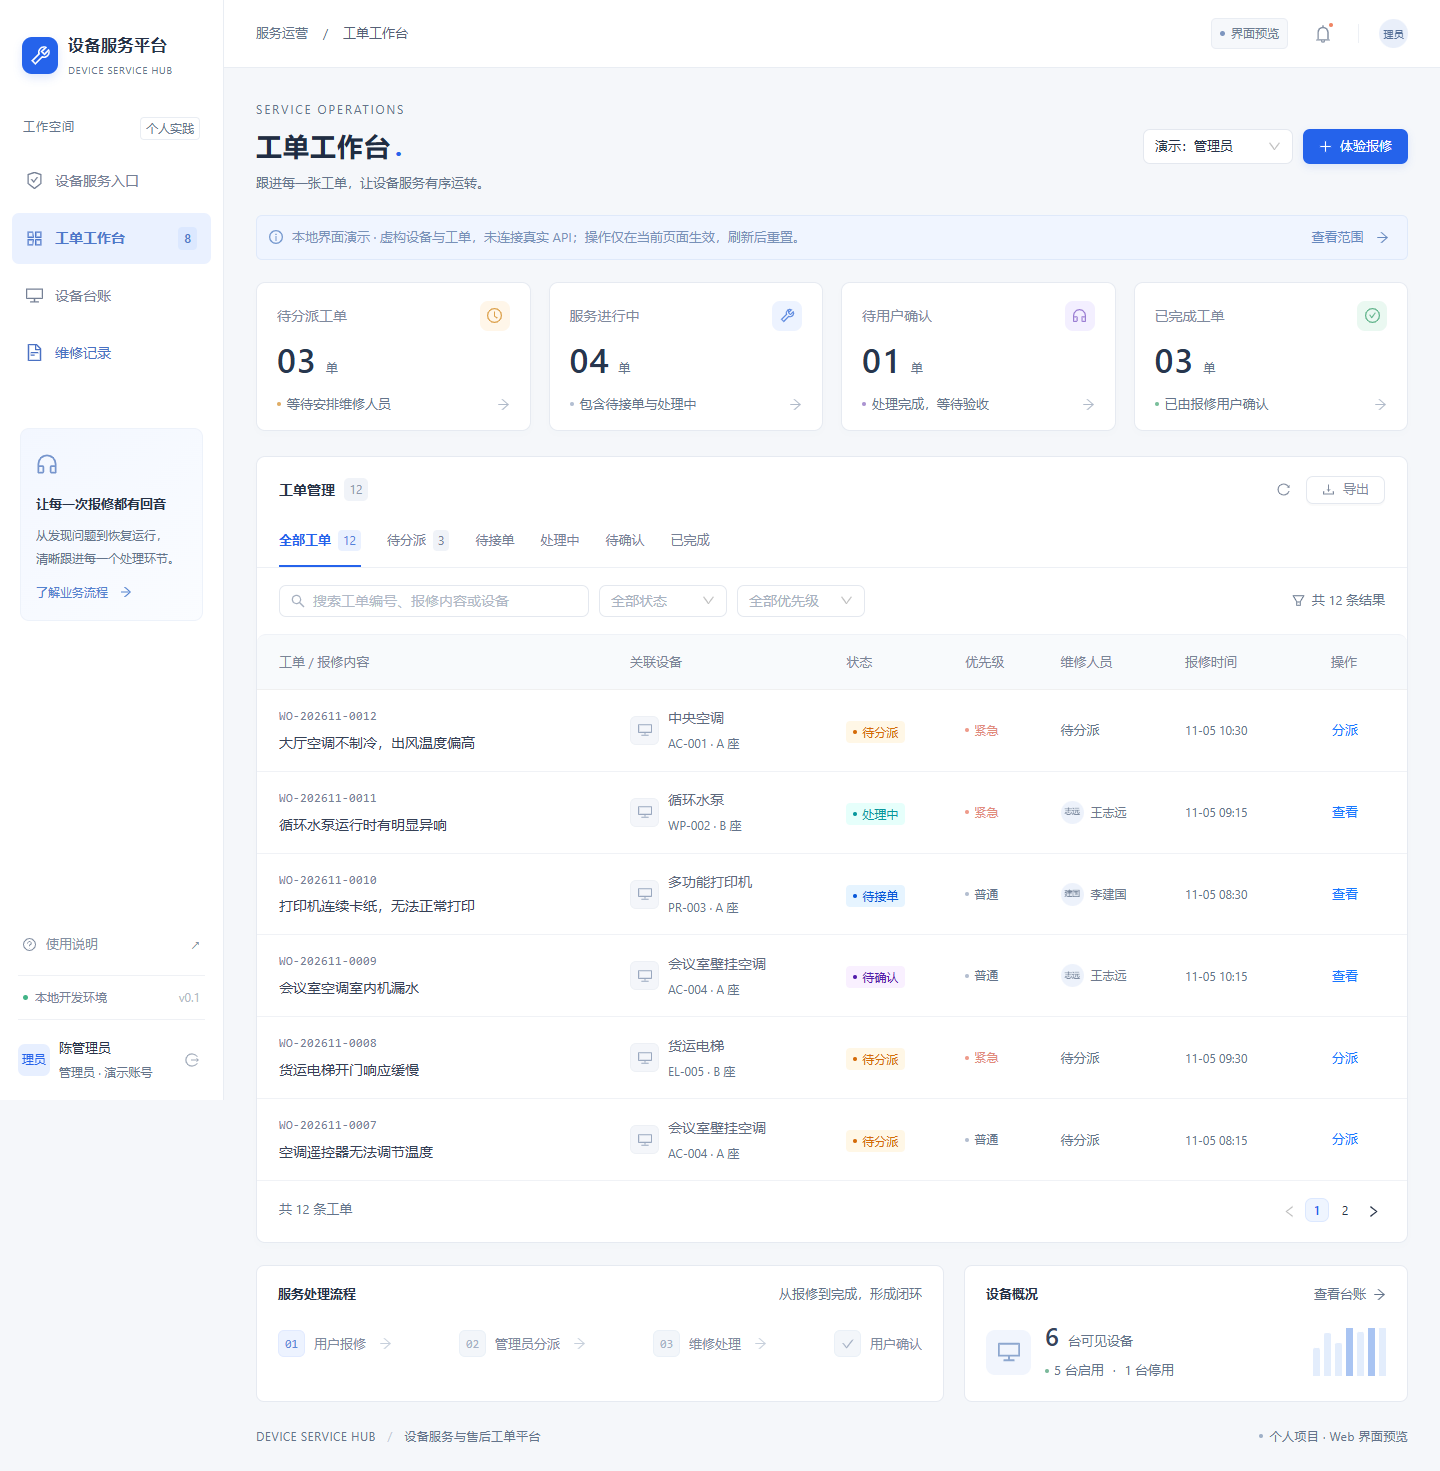 设备服务平台
DEVICE SERVICE HUB
工作空间
个人实践
设备服务入口
工单工作台 8
设备台账
维修记录
让每一次报修都有回音
从发现问题到恢复运行，
清晰跟进每一个处理环节。
了解业务流程
使用说明
本地开发环境 v0.1
理员
陈管理员
管理员 · 演示账号
服务运营 / 工单工作台
界面预览
理员
SERVICE OPERATIONS
工单工作台.
跟进每一张工单，让设备服务有序运转。
演示：管理员
体验报修
本地界面演示 · 虚构设备与工单，未连接真实 API；操作仅在当前页面生效，刷新后重置。
查看范围
待分派工单
03 单
等待安排维修人员
服务进行中
04 单
包含待接单与处理中
待用户确认
01 单
处理完成，等待验收
已完成工单
03 单
已由报修用户确认
工单管理 12
导出
全部工单 12 待分派 3 待接单 处理中 待确认 已完成
搜索工单编号、报修内容或设备
全部状态
全部优先级
共 12 条结果
工单 / 报修内容 关联设备 状态 优先级 维修人员 报修时间 操作
WO-202611-0012
大厅空调不制冷，出风温度偏高
中央空调
AC-001 · A 座
待分派 紧急 待分派 11-05 10:30 分派
WO-202611-0011
循环水泵运行时有明显异响
循环水泵
WP-002 · B 座
处理中 紧急 志远 王志远 11-05 09:15 查看
WO-202611-0010
打印机连续卡纸，无法正常打印
多功能打印机
PR-003 · A 座
待接单 普通 建国 李建国 11-05 08:30 查看
WO-202611-0009
会议室空调室内机漏水
会议室壁挂空调
AC-004 · A 座
待确认 普通 志远 王志远 11-05 10:15 查看
WO-202611-0008
货运电梯开门响应缓慢
货运电梯
EL-005 · B 座
待分派 紧急 待分派 11-05 09:30 分派
WO-202611-0007
空调遥控器无法调节温度
会议室壁挂空调
AC-004 · A 座
待分派 普通 待分派 11-05 08:15 分派
共 12 条工单
1 2
服务处理流程
从报修到完成，形成闭环
01 用户报修
02 管理员分派
03 维修处理
用户确认
设备概况
查看台账
6 台可见设备
5 台启用 · 1 台停用
DEVICE SERVICE HUB / 设备服务与售后工单平台
个人项目 · Web 界面预览